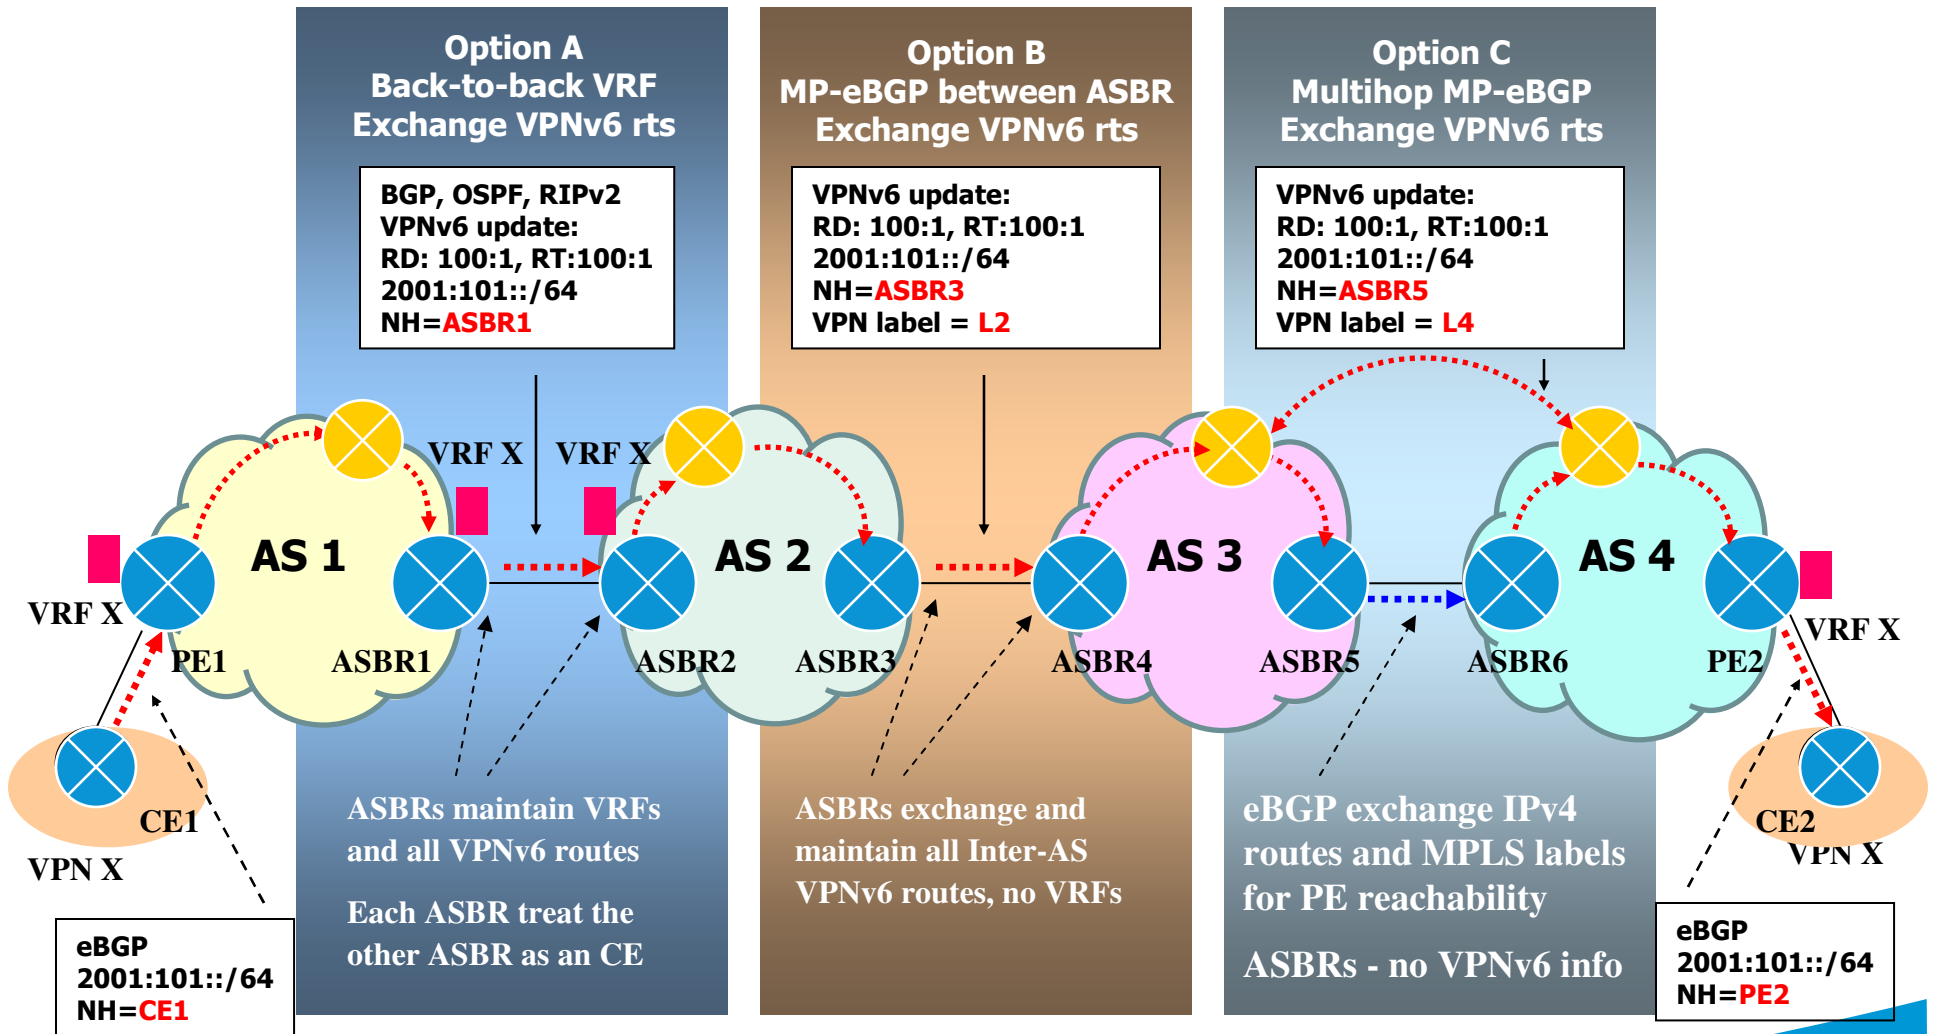 Option A
Back-to-back VRF
Exchange VPNv6 rts
Option B
MP-eBGP between ASBR
Exchange VPNv6 rts
Option C
Multihop MP-eBGP
Exchange VPNv6 rts
BGP, OSPF, RIPv2
VPNv6 update:
RD: 100:1, RT:100:1
2001:101::/64
NH=ASBR1
VPNv6 update:
RD: 100:1, RT:100:1
2001:101::/64
NH=ASBR3
VPN label = L2
VPNv6 update:
RD: 100:1, RT:100:1
2001:101::/64
NH=ASBR5
VPN label = L4
VRF X
VRF X
AS 1
AS 2
AS 3
AS 4
VRF X
VRF X
PE1
ASBR1
ASBR2
ASBR3
ASBR4
ASBR5
ASBR6
PE2
CE1
VPN X
CE2
VPN X
ASBRs maintain VRFs
and all VPNv6 routes
Each ASBR treat the
other ASBR as an CE
ASBRs exchange and
maintain all Inter-AS
VPNv6 routes, no VRFs
eBGP exchange IPv4
routes and MPLS labels
for PE reachability
ASBRs - no VPNv6 info
eBGP
2001:101::/64
NH=CE1
eBGP
2001:101::/64
NH=PE2